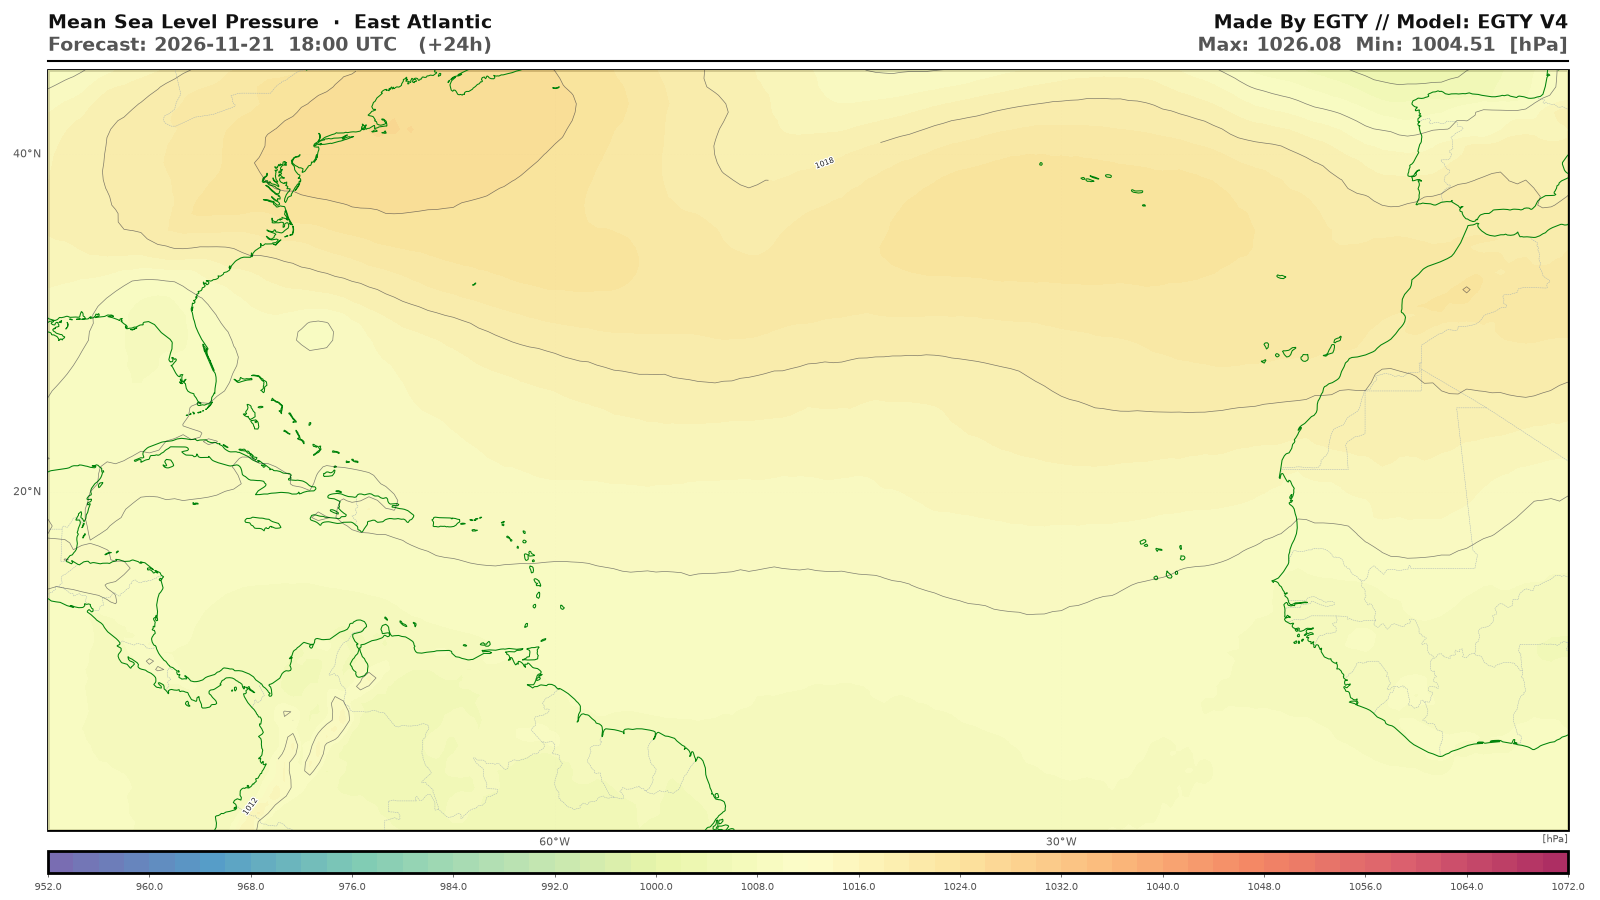 Mean Sea Level Pressure · East Atlantic
Made By EGTY // Model: EGTY V4
Forecast: 2026-11-21 18:00 UTC (+24h)
Max: 1026.08 Min: 1004.51 [hPa]
40°N
1018
20°N
1012
60°W
30°W
[hPa]
952.0 960.0 968.0 976.0 984.0 992.0 1000.0 1008.0 1016.0 1024.0 1032.0 1040.0 1048.0 1056.0 1064.0 1072.0